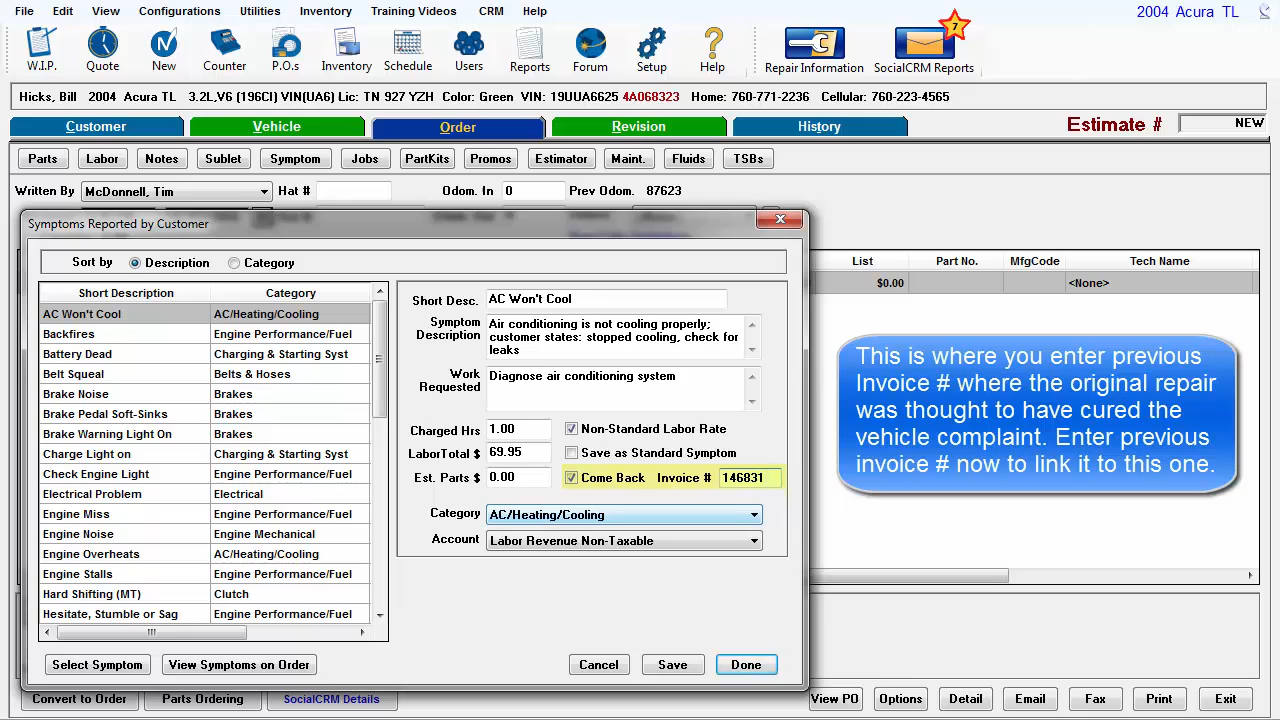 File Edit View Configurations Utilities Inventory Training Videos CRM Help 2004 Acura TL
7
W.I.P. Quote New Counter P.O.s Inventory Schedule Users Reports Forum Setup Help Repair Information SocialCRM Reports
Hicks, Bill 2004 Acura TL 3.2L,V6 (196CI) VIN(UA6) Lic: TN 927 YZH Color: Green VIN: 19UUA6625 4A068323 Home: 760-771-2236 Cellular: 760-223-4565
Customer Vehicle Order Revision History Estimate # NEW
Parts Labor Notes Sublet Symptom Jobs PartKits Promos Estimator Maint. Fluids TSBs
Written By McDonnell, Tim Hat # Odom. In 0 Prev Odom. 87623
Symptoms Reported by Customer
Sort by Description Category
List Part No. MfgCode Tech Name
$0.00 <None>
Short Description Category
AC Won't Cool AC/Heating/Cooling
Backfires Engine Performance/Fuel
Battery Dead Charging & Starting Syst
Belt Squeal Belts & Hoses
Brake Noise Brakes
Brake Pedal Soft-Sinks Brakes
Brake Warning Light On Brakes
Charge Light on Charging & Starting Syst
Check Engine Light Engine Performance/Fuel
Electrical Problem Electrical
Engine Miss Engine Performance/Fuel
Engine Noise Engine Mechanical
Engine Overheats AC/Heating/Cooling
Engine Stalls Engine Performance/Fuel
Hard Shifting (MT) Clutch
Hesitate, Stumble or Sag Engine Performance/Fuel
Short Desc. AC Won't Cool
Symptom Description
Air conditioning is not cooling properly;
customer states: stopped cooling, check for
leaks
Work Requested
Diagnose air conditioning system
Charged Hrs 1.00 Non-Standard Labor Rate
LaborTotal $ 69.95 Save as Standard Symptom
Est. Parts $ 0.00 Come Back Invoice # 146831
Category AC/Heating/Cooling
Account Labor Revenue Non-Taxable
This is where you enter previous
Invoice # where the original repair
was thought to have cured the
vehicle complaint. Enter previous
invoice # now to link it to this one.
Select Symptom View Symptoms on Order Cancel Save Done
Convert to Order Parts Ordering SocialCRM Details View PO Options Detail Email Fax Print Exit